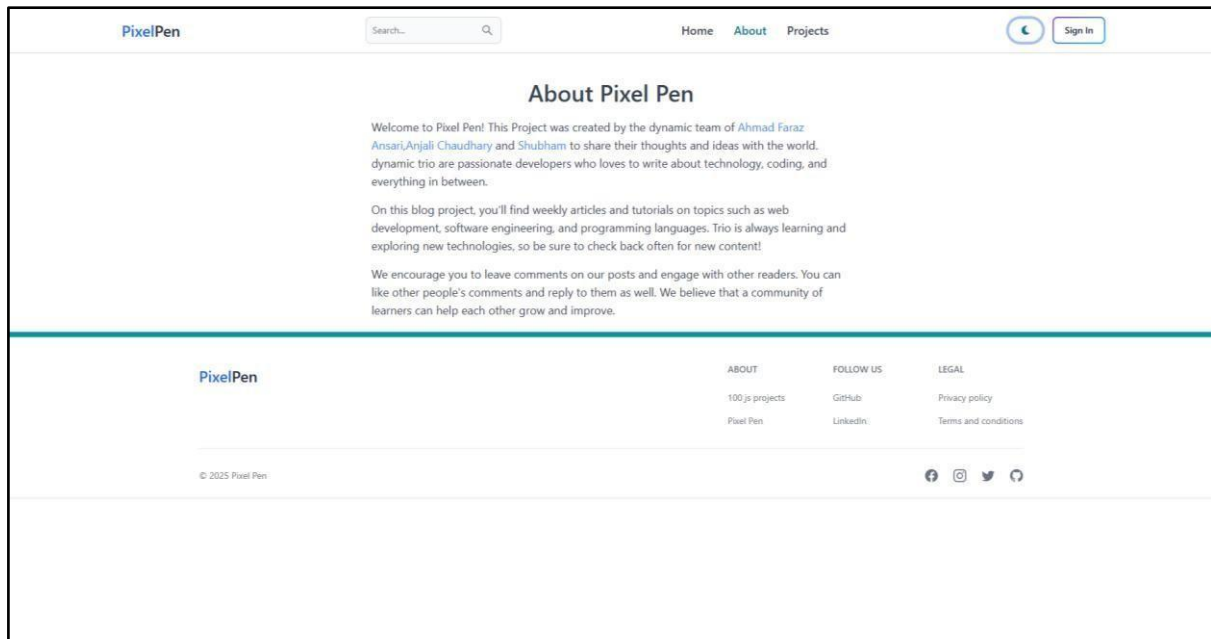 PixelPen
Search...
Home About Projects
Sign In
About Pixel Pen
Welcome to Pixel Pen! This Project was created by the dynamic team of Ahmad Faraz
Ansari,Anjali Chaudhary and Shubham to share their thoughts and ideas with the world.
dynamic trio are passionate developers who loves to write about technology, coding, and
everything in between.
On this blog project, you'll find weekly articles and tutorials on topics such as web
development, software engineering, and programming languages. Trio is always learning and
exploring new technologies, so be sure to check back often for new content!
We encourage you to leave comments on our posts and engage with other readers. You can
like other people's comments and reply to them as well. We believe that a community of
learners can help each other grow and improve.
PixelPen
ABOUT
100 js projects
Pixel Pen
FOLLOW US
GitHub
LinkedIn
LEGAL
Privacy policy
Terms and conditions
© 2025 Pixel Pen